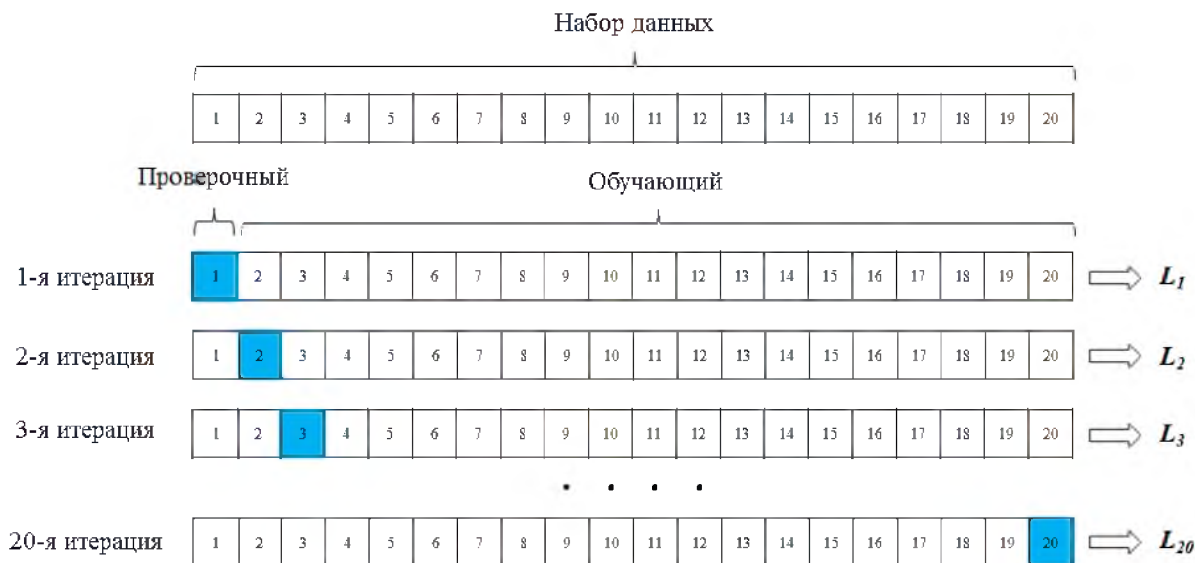 Набор данных
1 2 3 4 5 6 7 8 9 10 11 12 13 14 15 16 17 18 19 20
Проверочный Обучающий
1-я итерация 1 2 3 4 5 6 7 8 9 10 11 12 13 14 15 16 17 18 19 20 L1
2-я итерация 1 2 3 4 5 6 7 8 9 10 11 12 13 14 15 16 17 18 19 20 L2
3-я итерация 1 2 3 4 5 6 7 8 9 10 11 12 13 14 15 16 17 18 19 20 L3
. . . .
20-я итерация 1 2 3 4 5 6 7 8 9 10 11 12 13 14 15 16 17 18 19 20 L20